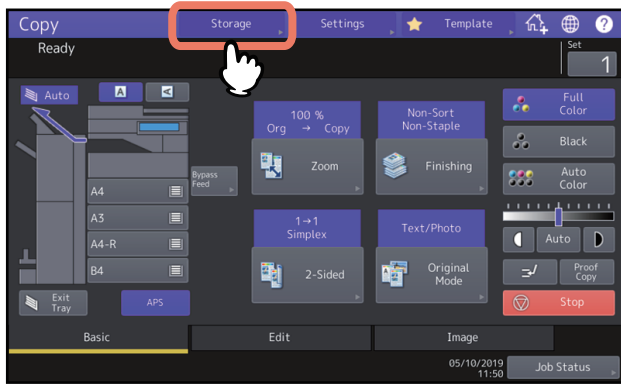 Copy
Storage
Settings
Template
?
Ready
Set
1
Auto
A
A
100 %
Org → Copy
Zoom
Non-Sort
Non-Staple
Finishing
Full
Color
Black
Auto
Color
Bypass
Feed
A4
A3
A4-R
B4
1→1
Simplex
2-Sided
Text/Photo
Original
Mode
Auto
Proof
Copy
Exit
Tray
APS
Stop
Basic
Edit
Image
05/10/2019
11:50
Job Status